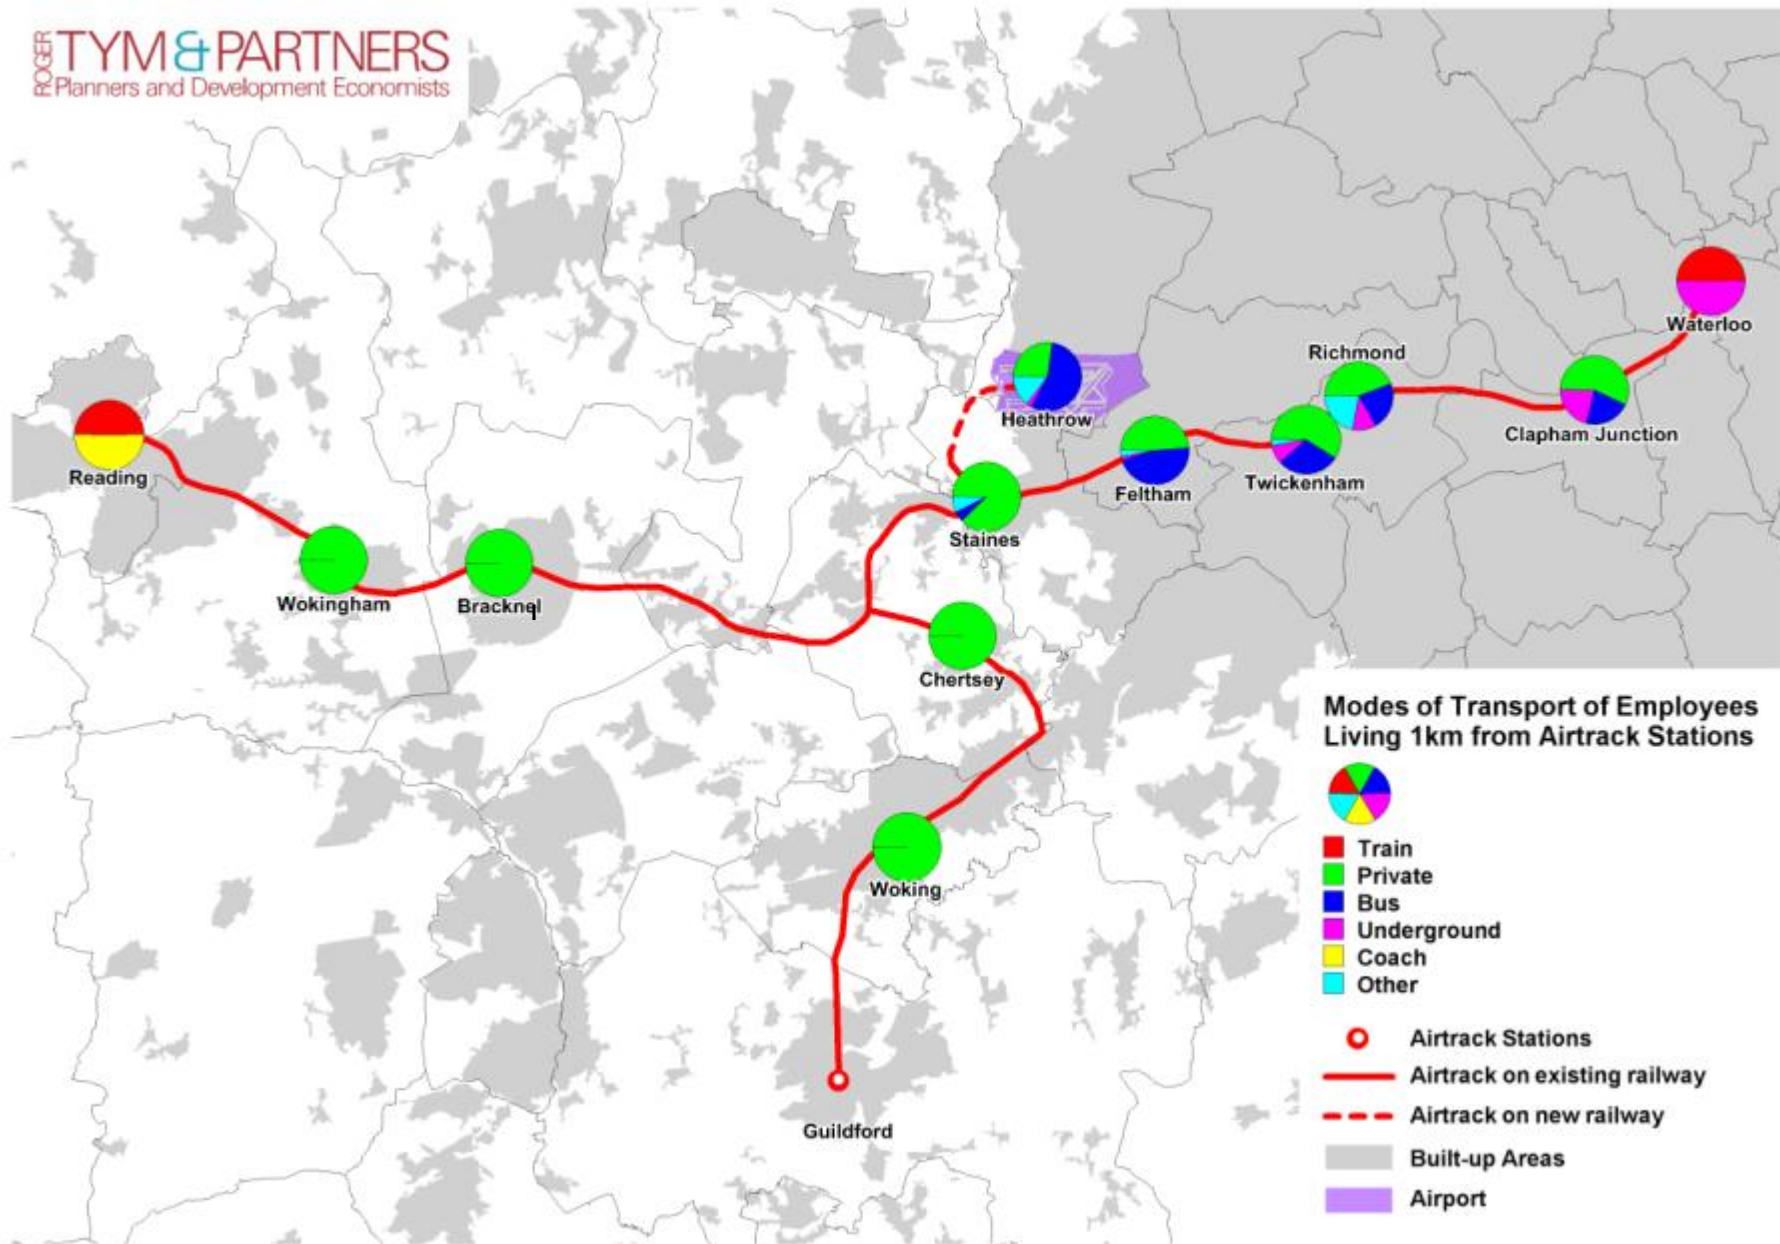 ROGER
TYM & PARTNERS
Planners and Development Economists
Waterloo
Richmond
Heathrow
Clapham Junction
Reading
Feltham
Twickenham
Staines
Wokingham
Bracknel
l
Chertsey
Woking
Guildford
Modes of Transport of Employees
Living 1km from Airtrack Stations
Train
Private
Bus
Underground
Coach
Other
Airtrack Stations
Airtrack on existing railway
Airtrack on new railway
Built-up Areas
Airport